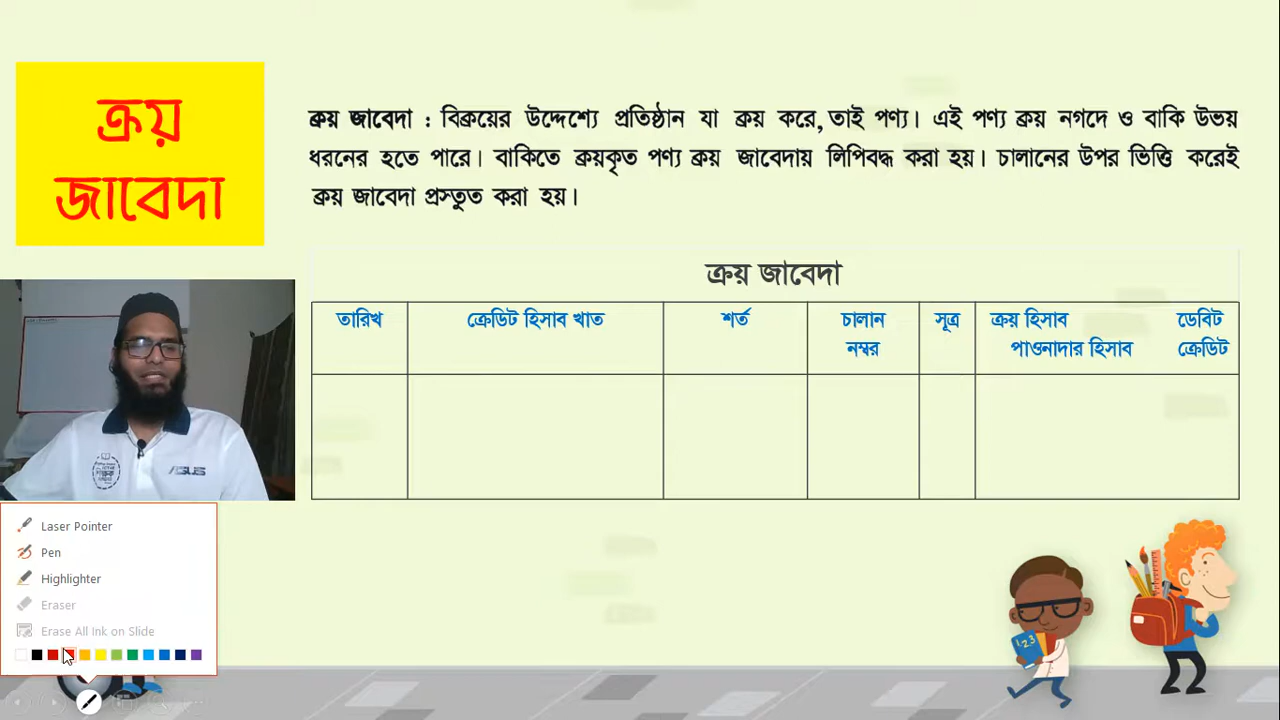 ক্রয়
জাবেদা
ক্রয় জাবেদা : বিক্রয়ের উদ্দেশ্যে প্রতিষ্ঠান যা ক্রয় করে, তাই পণ্য। এই পণ্য ক্রয় নগদে ও বাকি উভয়
ধরনের হতে পারে। বাকিতে ক্রয়কৃত পণ্য ক্রয় জাবেদায় লিপিবদ্ধ করা হয়। চালানের উপর ভিত্তি করেই
ক্রয় জাবেদা প্রস্তুত করা হয়।
ক্রয় জাবেদা
তারিখ ক্রেডিট হিসাব খাত শর্ত চালান নম্বর সূত্র ক্রয় হিসাব ডেবিট
পাওনাদার হিসাব ক্রেডিট
ASUS
Laser Pointer
Pen
Highlighter
Eraser
Erase All Ink on Slide
123